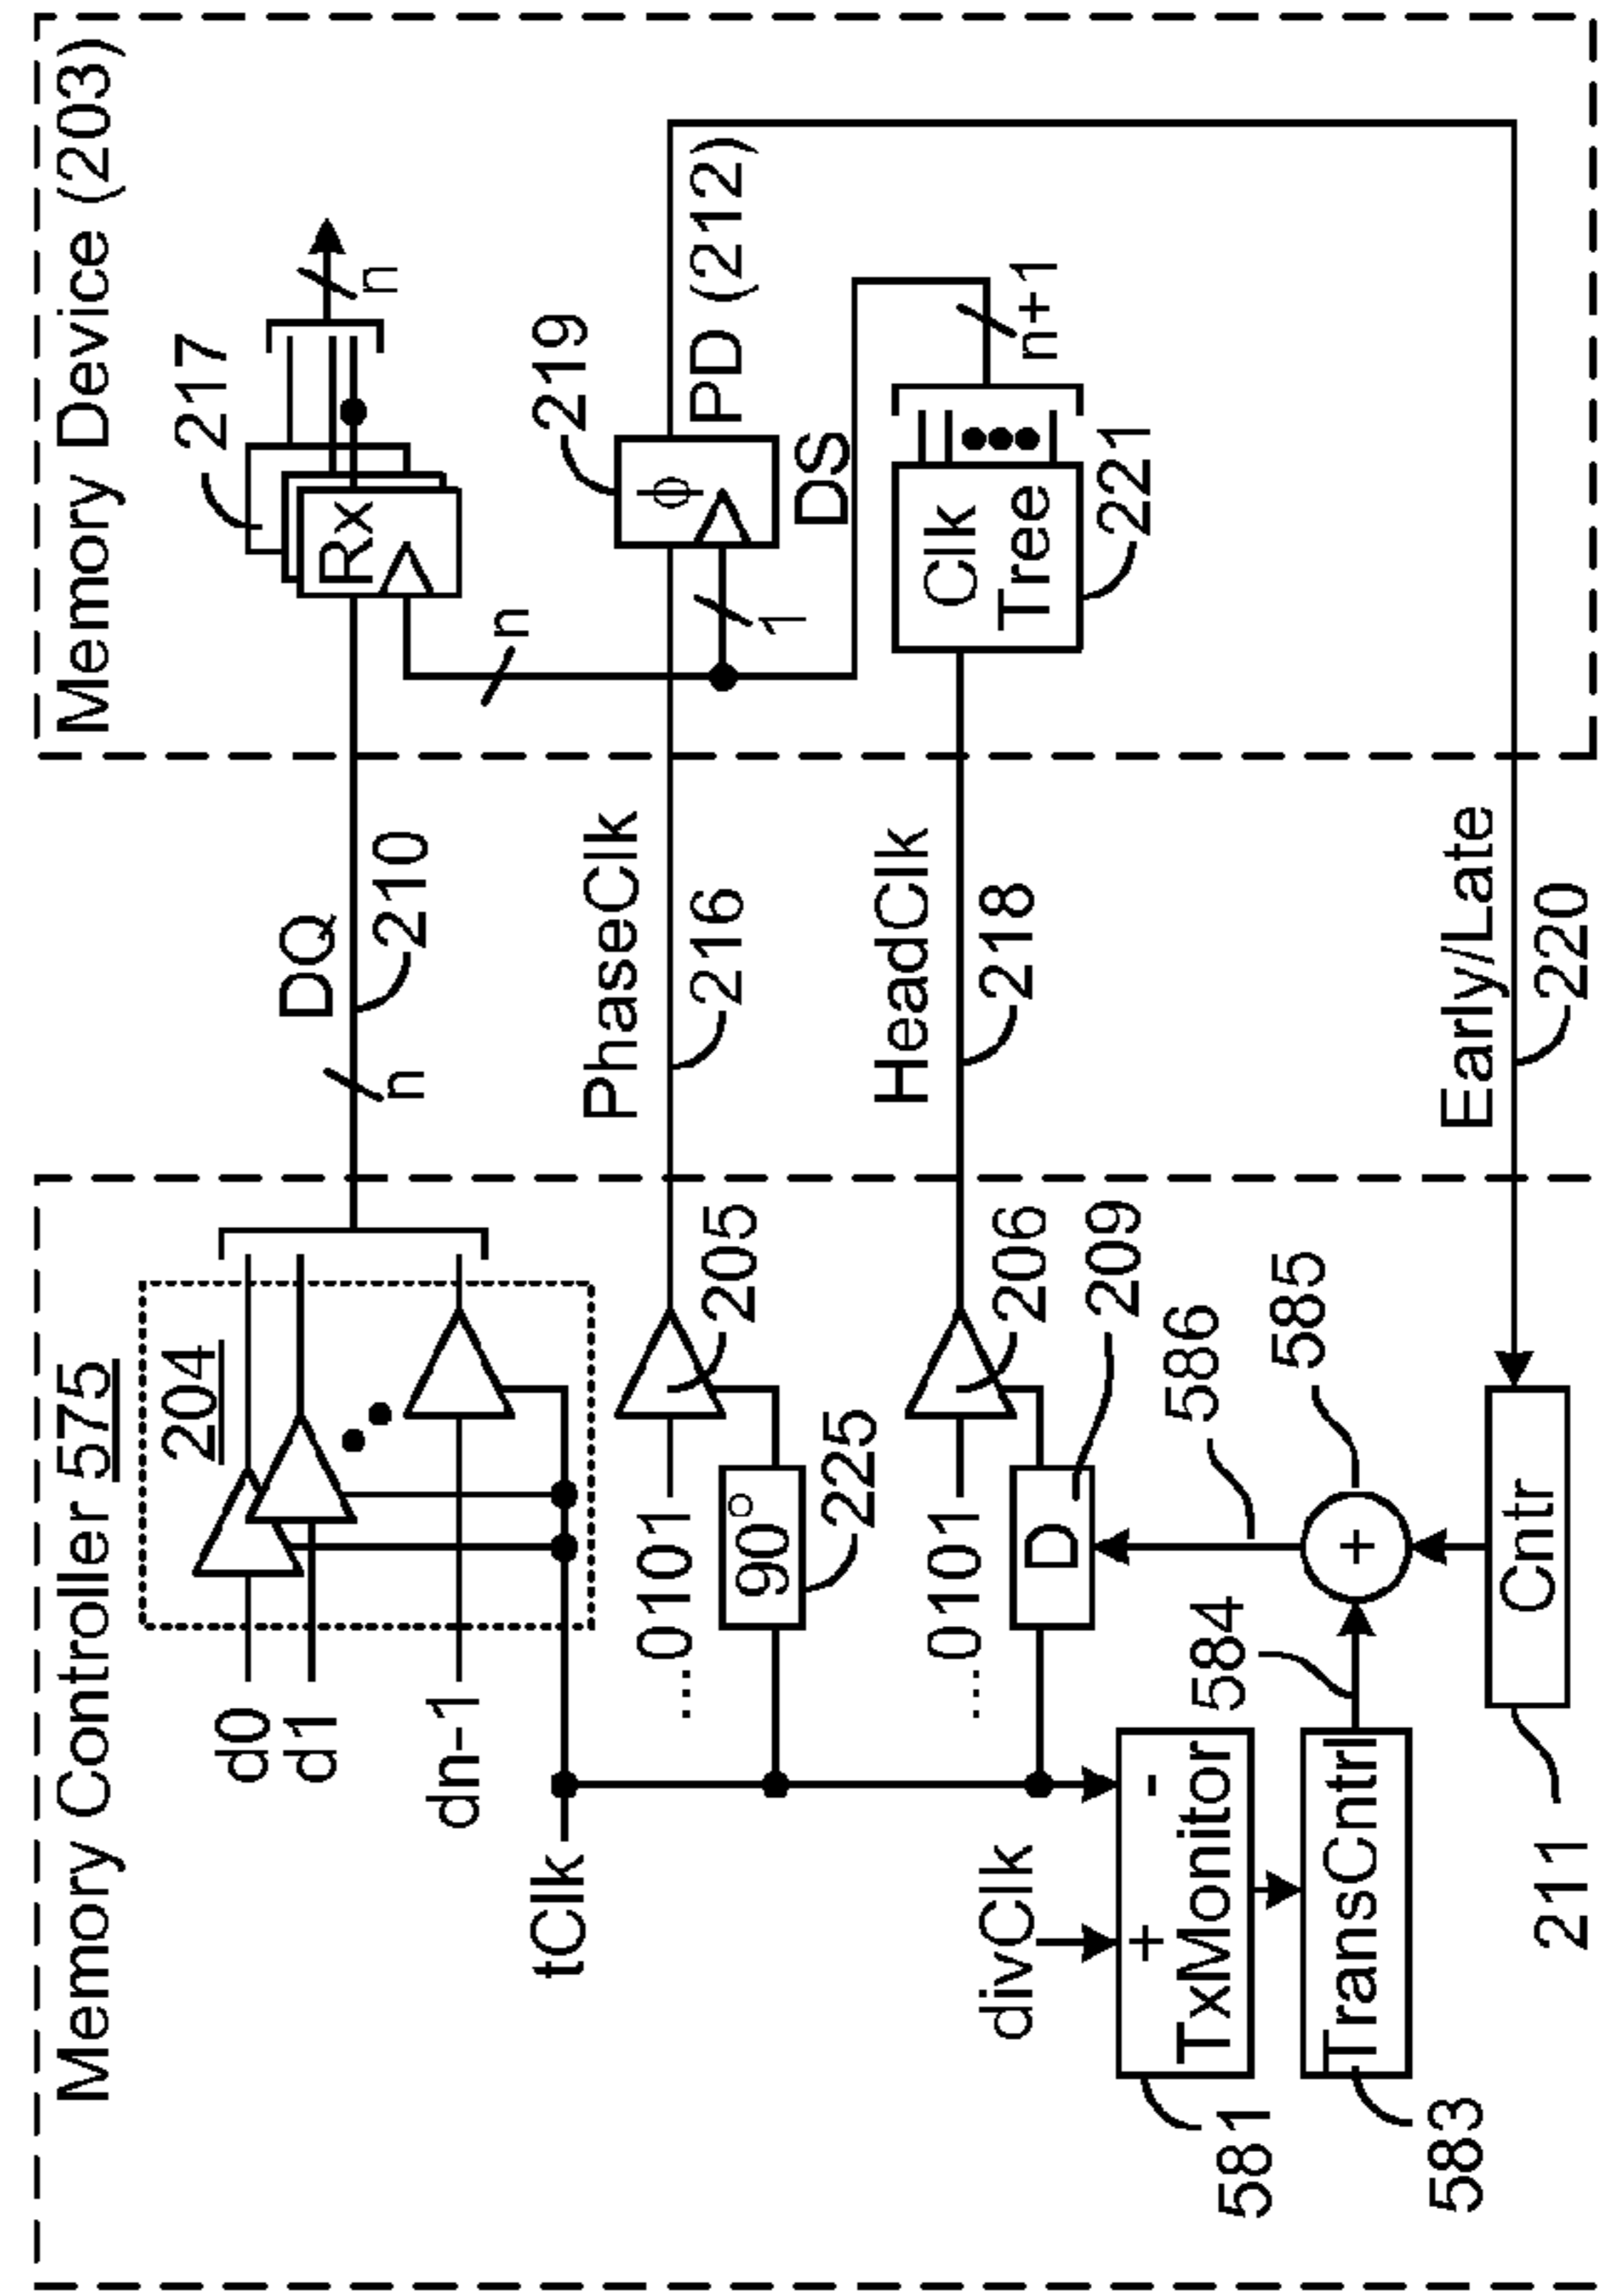 Memory Controller 575
Memory Device (203)
204
d0
d1
dn-1
tClk
DQ
n
210
217
Rx
n
n
...0101
90°
225
205
PhaseClk
216
219
ϕ
1
PD (212)
DS
...0101
D
206
209
HeadClk
218
Clk
Tree
221
n+1
divClk
+
-
TxMonitor
581
TransCntrl
583
584
586
+
585
Cntr
211
Early/Late
220